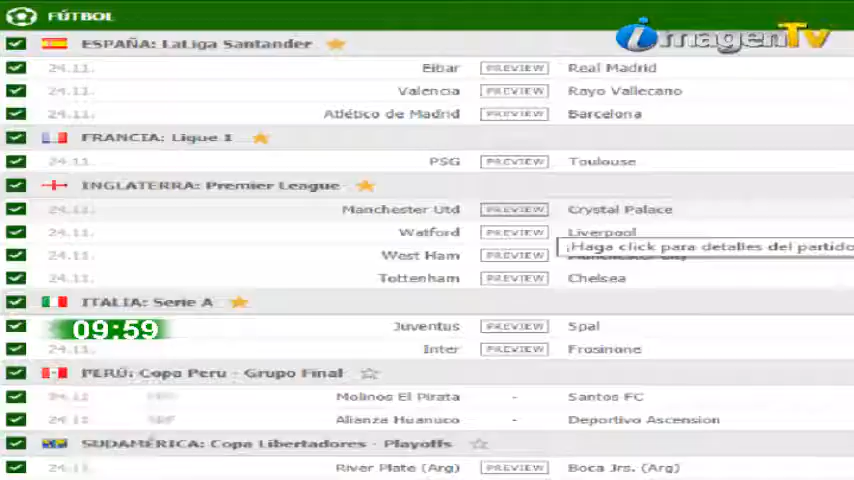 FÚTBOL
imagenTv
ESPAÑA: LaLiga Santander
24.11. Eibar PREVIEW Real Madrid
24.11. Valencia PREVIEW Rayo Vallecano
24.11. Atlético de Madrid PREVIEW Barcelona
FRANCIA: Ligue 1
24.11. PSG PREVIEW Toulouse
INGLATERRA: Premier League
24.11. Manchester Utd PREVIEW Crystal Palace
24.11. Watford PREVIEW Liverpool
¡Haga click para detalles del partido
24.11. West Ham PREVIEW Manchester City
24.11. Tottenham PREVIEW Chelsea
ITALIA: Serie A
09:59 Juventus PREVIEW Spal
24.11. Inter PREVIEW Frosinone
PERÚ: Copa Peru - Grupo Final
Molinos El Pirata - Santos FC
24.11 Alianza Huanuco - Deportivo Ascension
SUDAMÉRICA: Copa Libertadores - Playoffs
24.11. River Plate (Arg) PREVIEW Boca Jrs. (Arg)